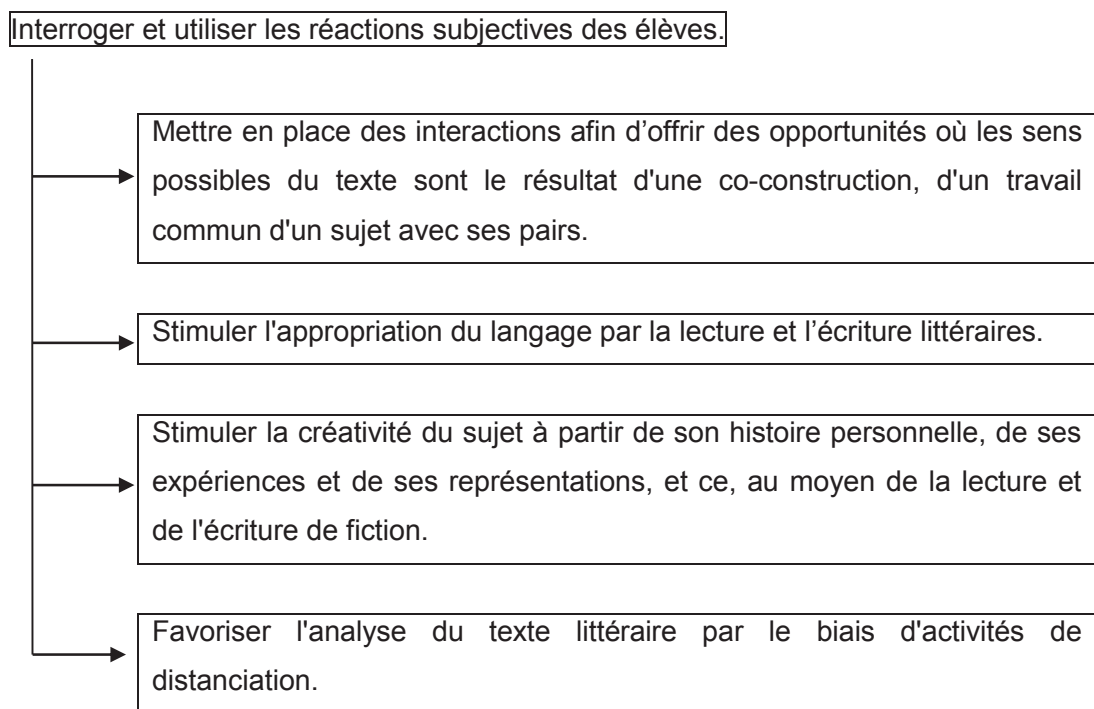 Interroger et utiliser les réactions subjectives des élèves.
Mettre en place des interactions afin d’offrir des opportunités où les sens
possibles du texte sont le résultat d'une co-construction, d'un travail
commun d'un sujet avec ses pairs.
Stimuler l'appropriation du langage par la lecture et l’écriture littéraires.
Stimuler la créativité du sujet à partir de son histoire personnelle, de ses
expériences et de ses représentations, et ce, au moyen de la lecture et
de l'écriture de fiction.
Favoriser l'analyse du texte littéraire par le biais d'activités de
distanciation.